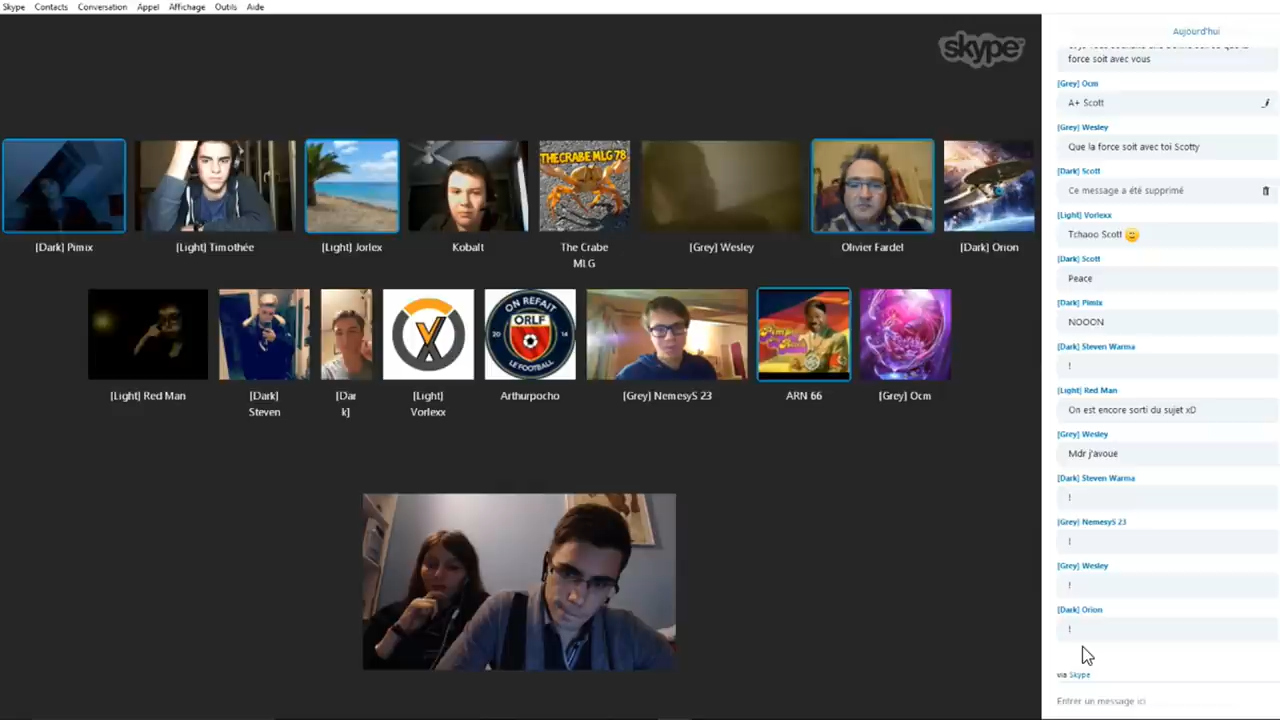 Skype Contacts Conversation Appel Affichage Outils Aide
skype
THECRABE MLG 78
[Dark] Pimix
[Light] Timothée
[Light] Jorlex
Kobalt
The Crabe
MLG
[Grey] Wesley
Olivier Fardel
[Dark] Orion
ON REFAIT
20 ORLF 14
LE FOOTBALL
[Light] Red Man
[Dark]
Steven
[Dar
k]
[Light]
Vorlexx
Arthurpocho
[Grey] NemesyS 23
ARN 66
[Grey] Ocm
Aujourd'hui
force soit avec vous
[Grey] Ocm
A+ Scott
[Grey] Wesley
Que la force soit avec toi Scotty
[Dark] Scott
Ce message a été supprimé
[Light] Vorlexx
Tchaoo Scott
[Dark] Scott
Peace
[Dark] Pimix
NOOON
[Dark] Steven Warma
!
[Light] Red Man
On est encore sorti du sujet xD
[Grey] Wesley
Mdr j'avoue
[Dark] Steven Warma
!
[Grey] NemesyS 23
!
[Grey] Wesley
!
[Dark] Orion
!
via Skype
Entrer un message ici